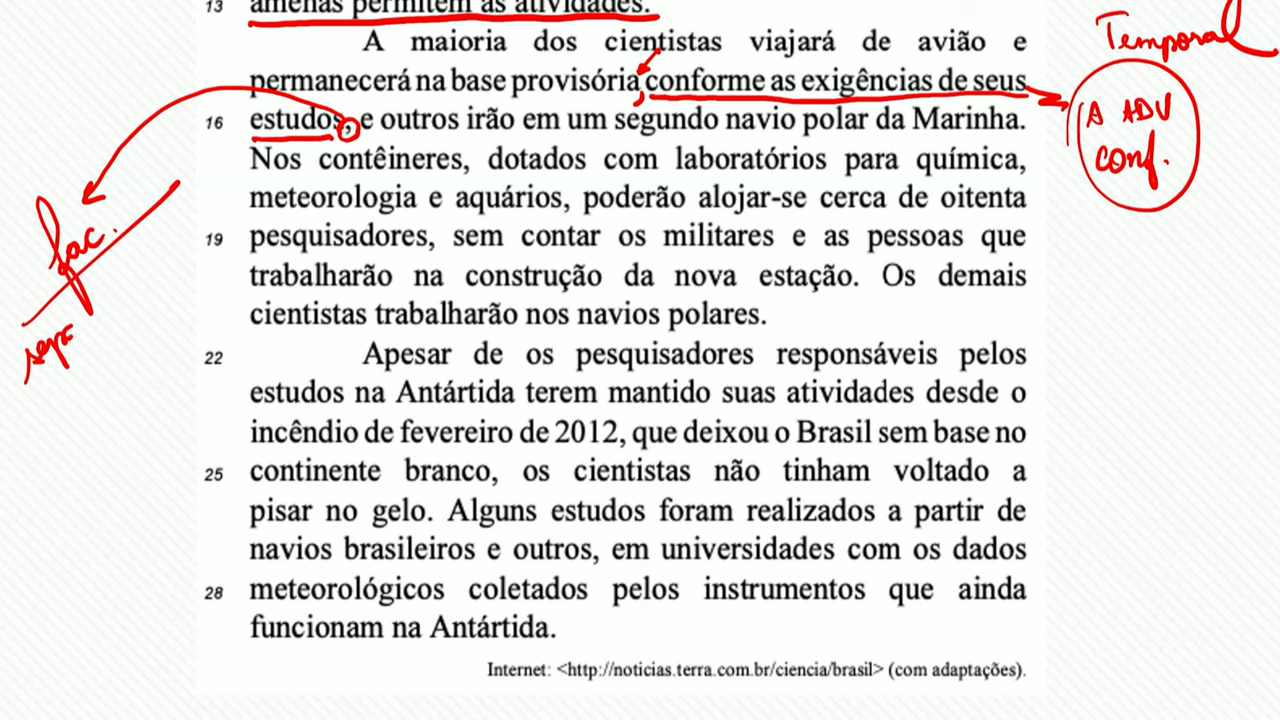 13 amenas permitem as atividades.
A maioria dos cientistas viajará de avião e
permanecerá na base provisória, conforme as exigências de seus
16 estudos, e outros irão em um segundo navio polar da Marinha.
Nos contêineres, dotados com laboratórios para química,
meteorologia e aquários, poderão alojar-se cerca de oitenta
19 pesquisadores, sem contar os militares e as pessoas que
trabalharão na construção da nova estação. Os demais
cientistas trabalharão nos navios polares.
22 Apesar de os pesquisadores responsáveis pelos
estudos na Antártida terem mantido suas atividades desde o
incêndio de fevereiro de 2012, que deixou o Brasil sem base no
25 continente branco, os cientistas não tinham voltado a
pisar no gelo. Alguns estudos foram realizados a partir de
navios brasileiros e outros, em universidades com os dados
28 meteorológicos coletados pelos instrumentos que ainda
funcionam na Antártida.
Internet: <http://noticias.terra.com.br/ciencia/brasil> (com adaptações).
Temporal
A ADV
conf.
fac.